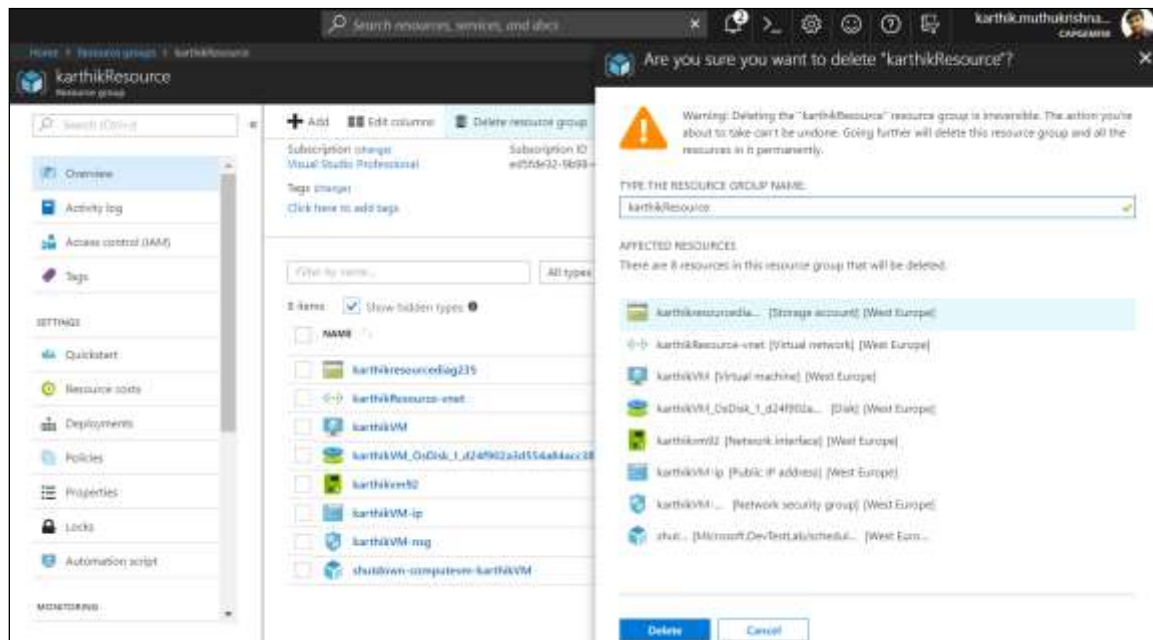 Search resources, services, and docs
2
karthik.muthukrishna...
CAPGEMINI
Home > Resource groups > karthikResource
karthikResource
Resource group
Search (Ctrl+/)
Overview
Activity log
Access control (IAM)
Tags
SETTINGS
Quickstart
Resource costs
Deployments
Policies
Properties
Locks
Automation script
MONITORING
Add Edit columns Delete resource group
Subscription (change)
Visual Studio Professional
Subscription ID
Tags (change)
Click here to add tags
Filter by name...
All types
8 items Show hidden types
NAME
karthikresourcediag235
karthikResource-vnet
karthikVM
karthikvm92
karthikVM-ip
karthikVM-nsg
shutdown-computevm-karthikVM
Are you sure you want to delete "karthikResource"?
Warning: Deleting the "karthikResource" resource group is irreversible. The action you're
about to take can't be undone. Going further will delete this resource group and all the
resources in it permanently.
TYPE THE RESOURCE GROUP NAME:
karthikResource
AFFECTED RESOURCES
There are 8 resources in this resource group that will be deleted.
karthikresourcedia... [Storage account] [West Europe]
karthikResource-vnet [Virtual network] [West Europe]
karthikVM [Virtual machine] [West Europe]
karthikVM_OsDisk_1_d24f902a... [Disk] [West Europe]
karthikvm92 [Network interface] [West Europe]
karthikVM-ip [Public IP address] [West Europe]
karthikVM-... [Network security group] [West Europe]
shut... [Microsoft.DevTestLab/schedul... [West Euro...
Delete
Cancel